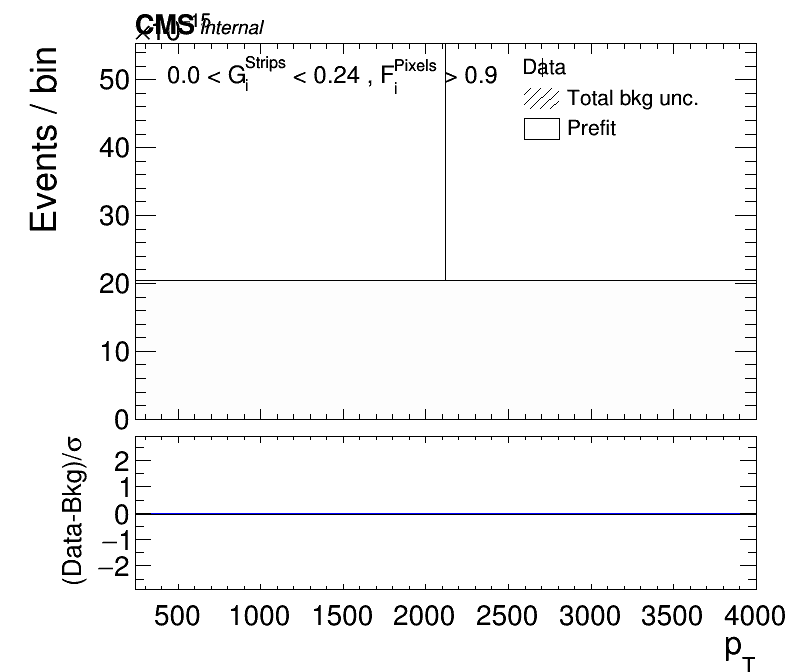 CMS Internal
×10^15
Events / bin
0.0 < G_i^Strips < 0.24 , F_i^Pixels > 0.9
Data
Total bkg unc.
Prefit
50
40
30
20
10
0
(Data-Bkg)/σ
2
1
0
−1
−2
500 1000 1500 2000 2500 3000 3500 4000
p_T